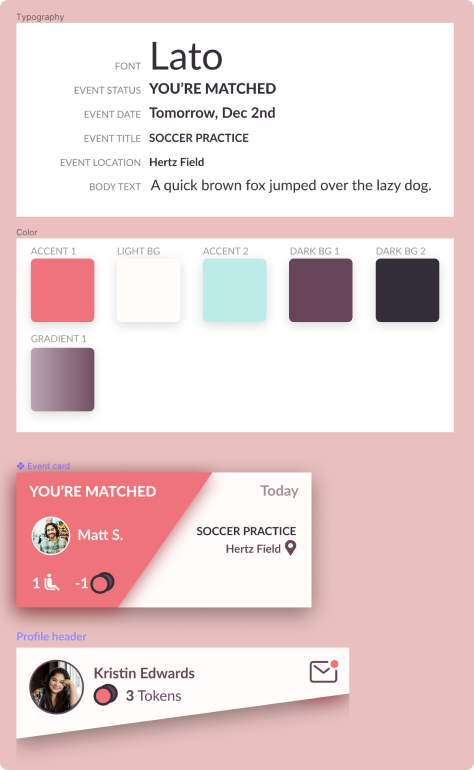 Typography
FONT Lato
EVENT STATUS YOU'RE MATCHED
EVENT DATE Tomorrow, Dec 2nd
EVENT TITLE SOCCER PRACTICE
EVENT LOCATION Hertz Field
BODY TEXT A quick brown fox jumped over the lazy dog.
Color
ACCENT 1 LIGHT BG ACCENT 2 DARK BG 1 DARK BG 2
GRADIENT 1
Event card
YOU'RE MATCHED Today
Matt S.
SOCCER PRACTICE
Hertz Field
1 -1
Profile header
Kristin Edwards
3 Tokens